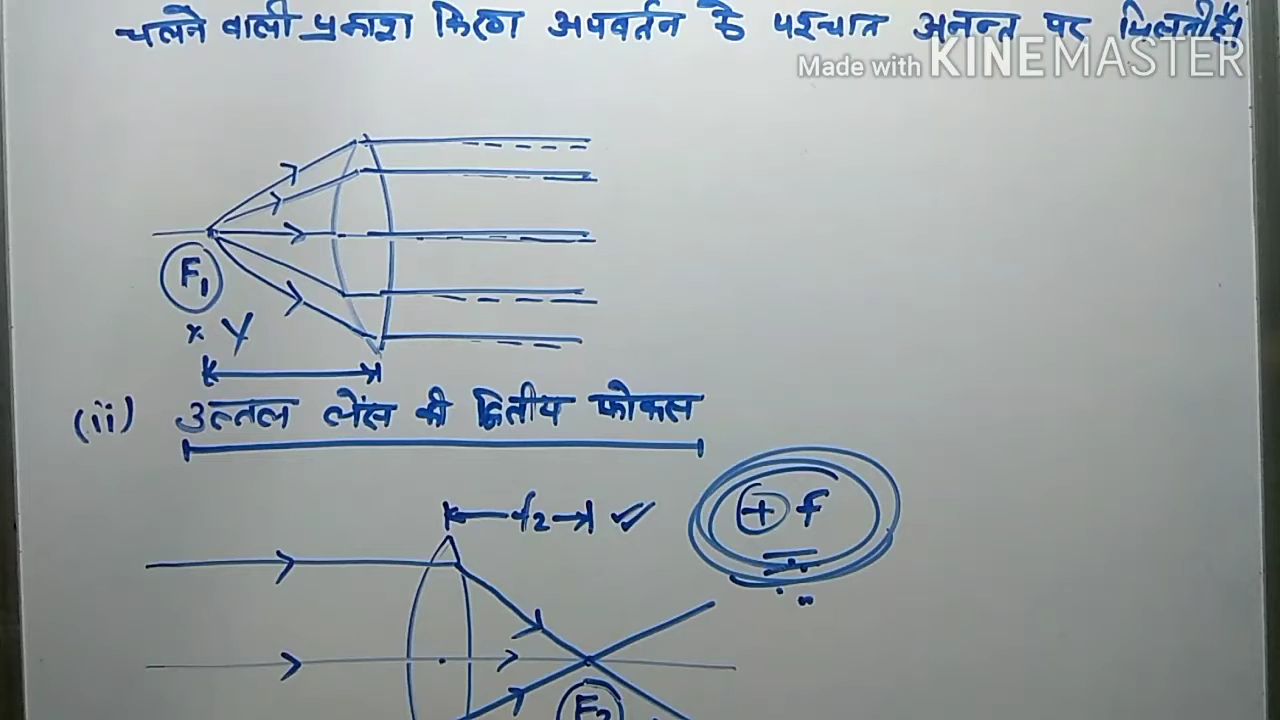 चलने वाली प्रकाश किरण अपवर्तन के पश्चात अनन्त पर मिलती है।
Made with KINEMASTER
F₁
(ii) उत्तल लेंस की द्वितीय फोकस
f₂
+ f
F₂